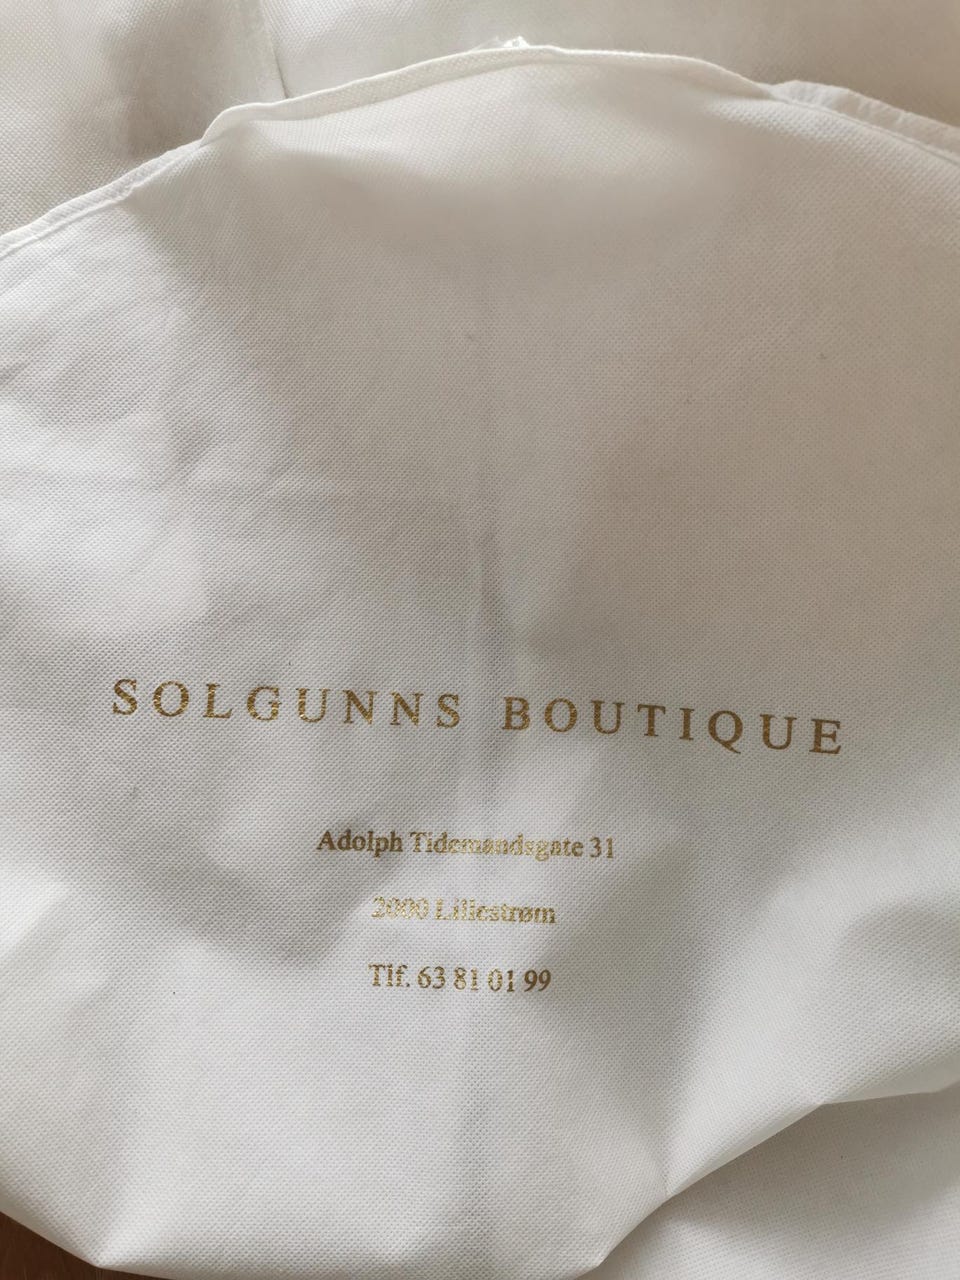 SOLGUNNS BOUTIQUE
Adolph Tidemandsgate 31
2000 Lillestrøm
Tlf. 63 81 01 99